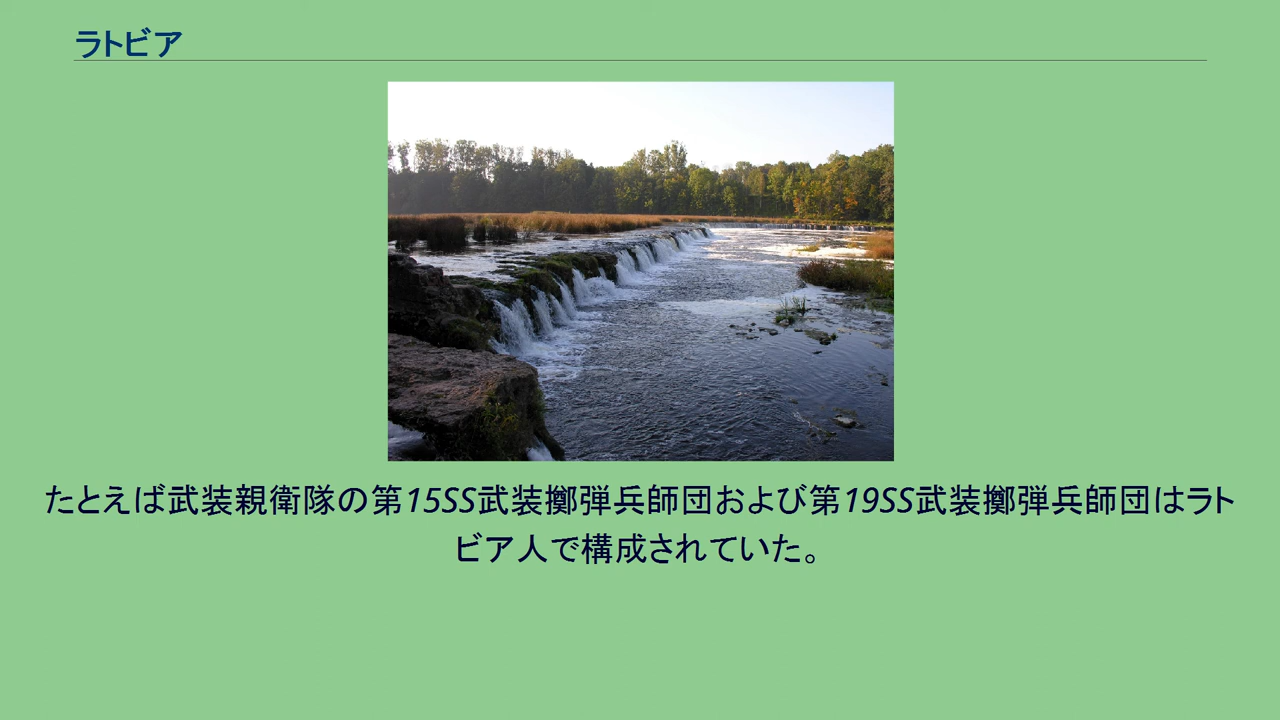 ラトビア
たとえば武装親衛隊の第15SS武装擲弾兵師団および第19SS武装擲弾兵師団はラト
ビア人で構成されていた。